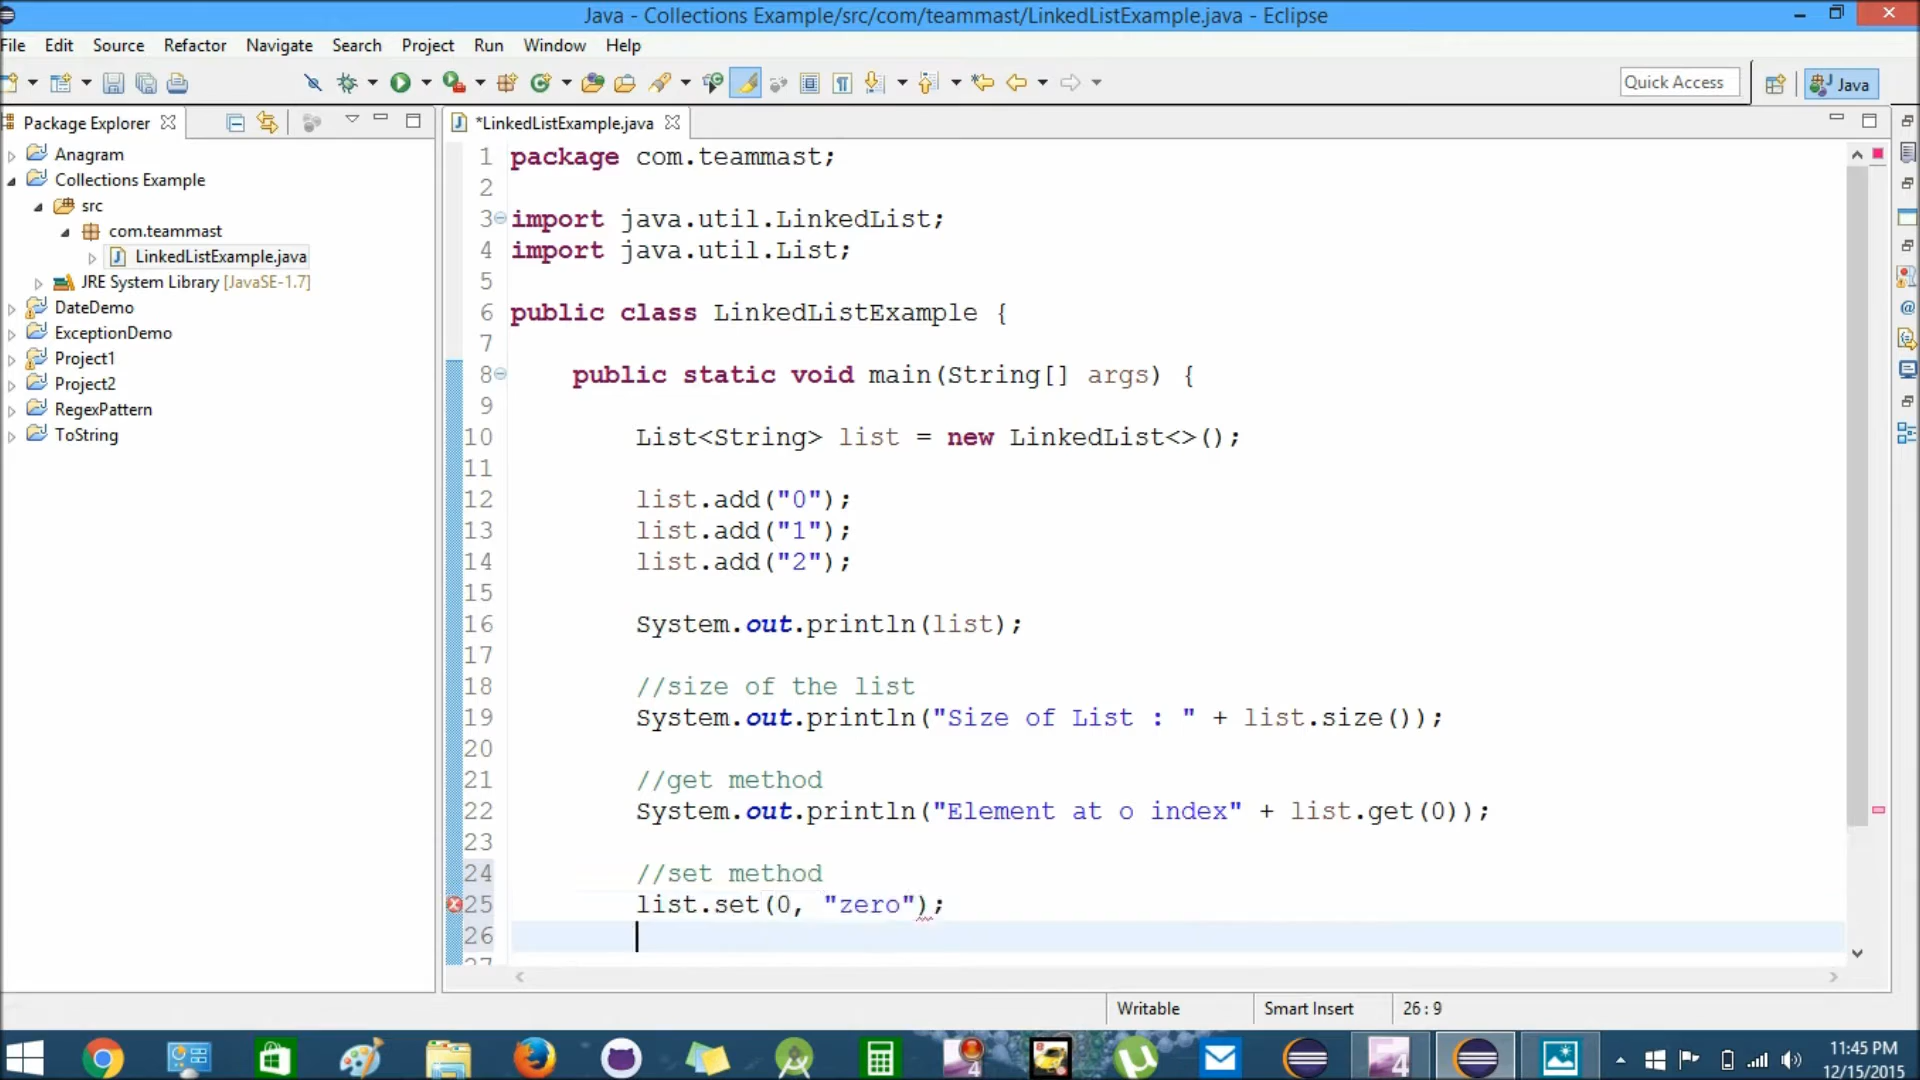 Java - Collections Example/src/com/teammast/LinkedListExample.java - Eclipse
File Edit Source Refactor Navigate Search Project Run Window Help
Quick Access
Java
Package Explorer
*LinkedListExample.java
Anagram
Collections Example
src
com.teammast
LinkedListExample.java
JRE System Library [JavaSE-1.7]
DateDemo
ExceptionDemo
Project1
Project2
RegexPattern
ToString
1 package com.teammast;
2
3 import java.util.LinkedList;
4 import java.util.List;
5
6 public class LinkedListExample {
7
8 public static void main(String[] args) {
9
10 List<String> list = new LinkedList<>();
11
12 list.add("0");
13 list.add("1");
14 list.add("2");
15
16 System.out.println(list);
17
18 //size of the list
19 System.out.println("Size of List : " + list.size());
20
21 //get method
22 System.out.println("Element at o index" + list.get(0));
23
24 //set method
25 list.set(0, "zero");
26
27
Writable Smart Insert 26 : 9
11:45 PM
12/15/2015